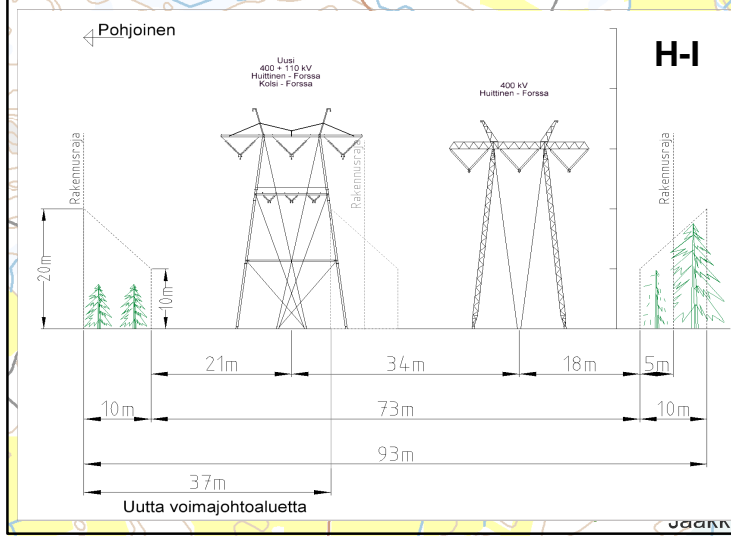 Pohjoinen
H-I
Uusi
400 + 110 kV
Huittinen - Forssa
Kolsi - Forssa
400 kV
Huittinen - Forssa
Rakennusraja
Rakennusraja
Rakennusraja
20m
10m
21m
34m
18m
5m
10m
73m
10m
93m
37m
Uutta voimajohtoaluetta